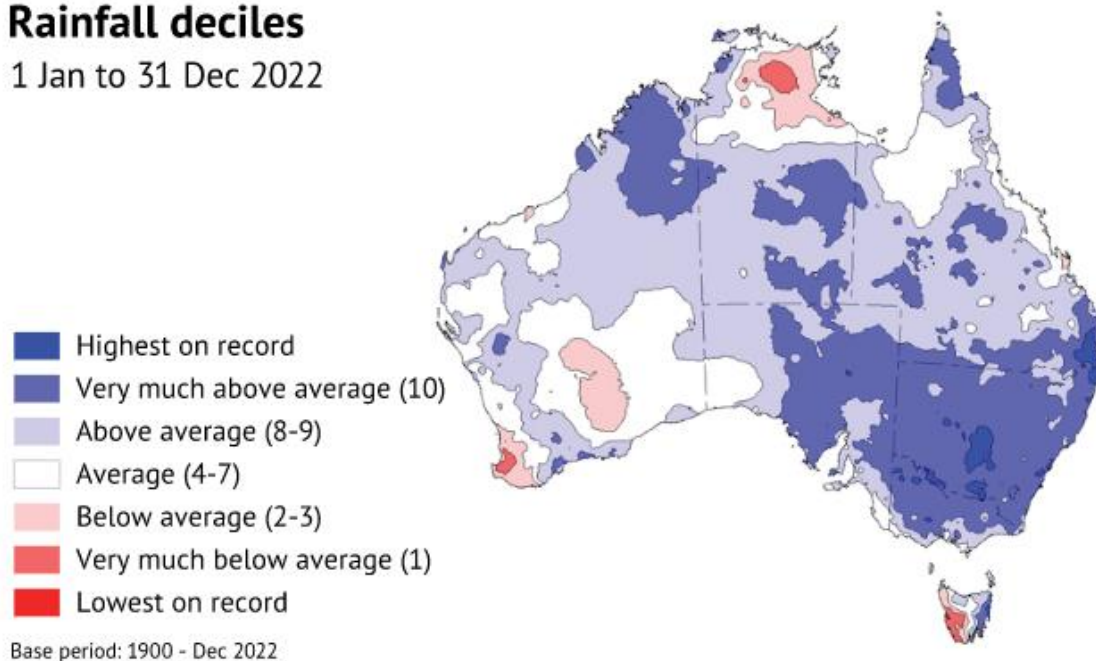 Rainfall deciles
1 Jan to 31 Dec 2022
Highest on record
Very much above average (10)
Above average (8-9)
Average (4-7)
Below average (2-3)
Very much below average (1)
Lowest on record
Base period: 1900 - Dec 2022